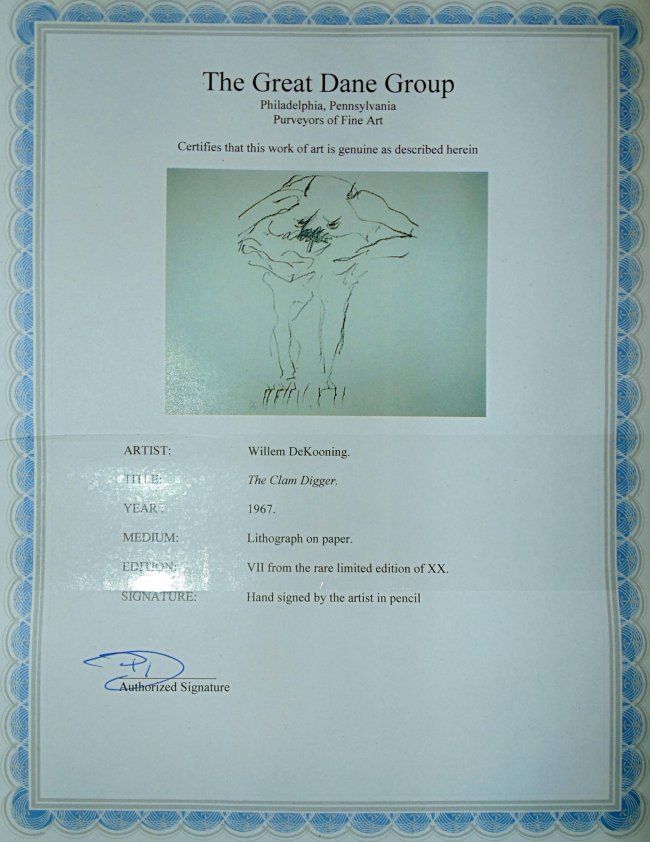 The Great Dane Group
Philadelphia, Pennsylvania
Purveyors of Fine Art
Certifies that this work of art is genuine as described herein
ARTIST: Willem DeKooning.
TITLE: The Clam Digger.
YEAR : 1967.
MEDIUM: Lithograph on paper.
EDITION: VII from the rare limited edition of XX.
SIGNATURE: Hand signed by the artist in pencil
Authorized Signature